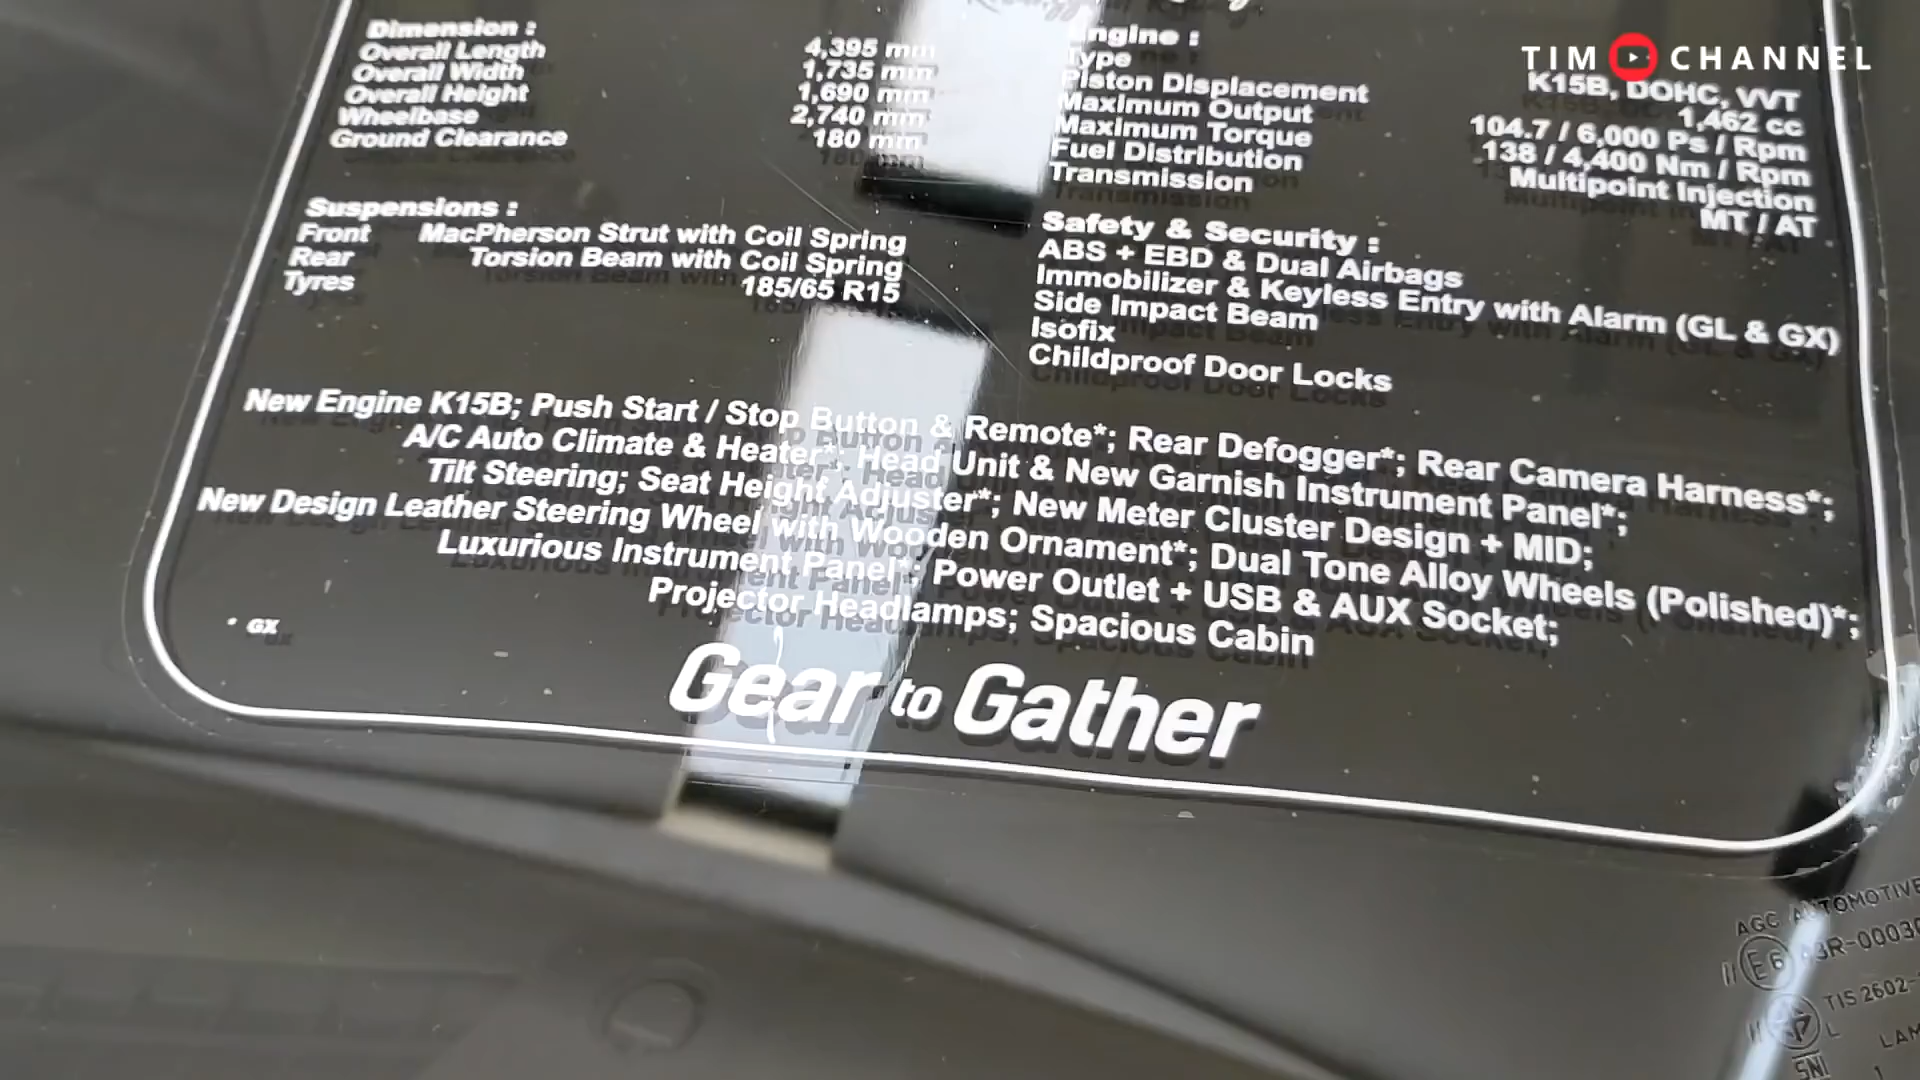 TIM CHANNEL
Dimension :
Overall Length 4,395 mm
Overall Width 1,735 mm
Overall Height 1,690 mm
Wheelbase 2,740 mm
Ground Clearance 180 mm
Suspensions :
Front MacPherson Strut with Coil Spring
Rear Torsion Beam with Coil Spring
Tyres 185/65 R15
Engine :
Type K15B, DOHC, VVT
Piston Displacement 1,462 cc
Maximum Output 104.7 / 6,000 Ps / Rpm
Maximum Torque 138 / 4,400 Nm / Rpm
Fuel Distribution Multipoint Injection
Transmission MT / AT
Safety & Security :
ABS + EBD & Dual Airbags
Immobilizer & Keyless Entry with Alarm (GL & GX)
Side Impact Beam
Isofix
Childproof Door Locks
New Engine K15B; Push Start / Stop Button & Remote*; Rear Defogger*; Rear Camera Harness*;
A/C Auto Climate & Heater*; Head Unit & New Garnish Instrument Panel*;
Tilt Steering; Seat Height Adjuster*; New Meter Cluster Design + MID;
New Design Leather Steering Wheel with Wooden Ornament*; Dual Tone Alloy Wheels (Polished)*;
Luxurious Instrument Panel*; Power Outlet + USB & AUX Socket;
Projector Headlamps; Spacious Cabin
* GX
Gear to Gather
AGC AUTOMOTIVE
E6
TIS 2602-
L
SNI